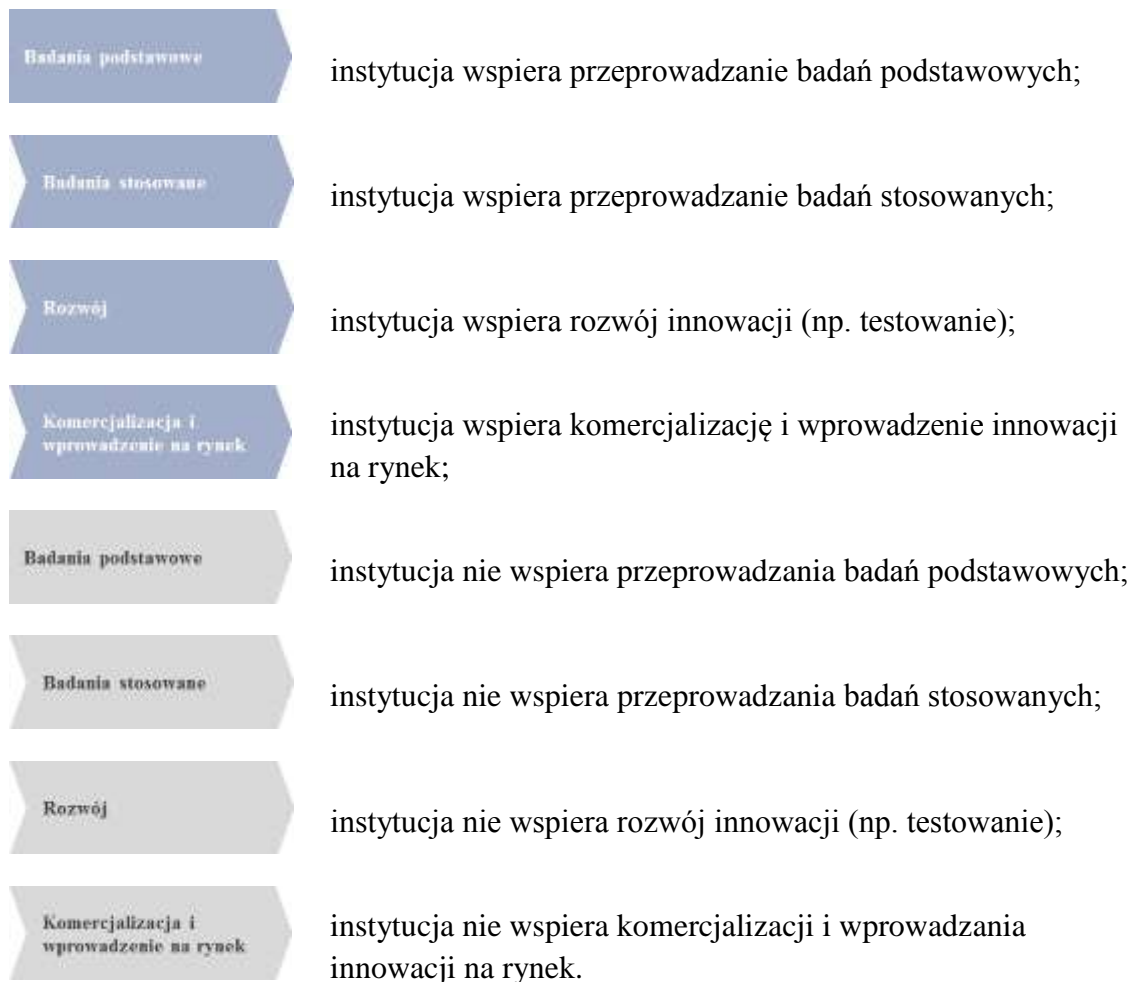 Badania podstawowe
instytucja wspiera przeprowadzanie badań podstawowych;
Badania stosowane
instytucja wspiera przeprowadzanie badań stosowanych;
Rozwój
instytucja wspiera rozwój innowacji (np. testowanie);
Komercjalizacja i
wprowadzenie na rynek
instytucja wspiera komercjalizację i wprowadzenie innowacji
na rynek;
Badania podstawowe
instytucja nie wspiera przeprowadzania badań podstawowych;
Badania stosowane
instytucja nie wspiera przeprowadzania badań stosowanych;
Rozwój
instytucja nie wspiera rozwój innowacji (np. testowanie);
Komercjalizacja i
wprowadzenie na rynek
instytucja nie wspiera komercjalizacji i wprowadzania
innowacji na rynek.